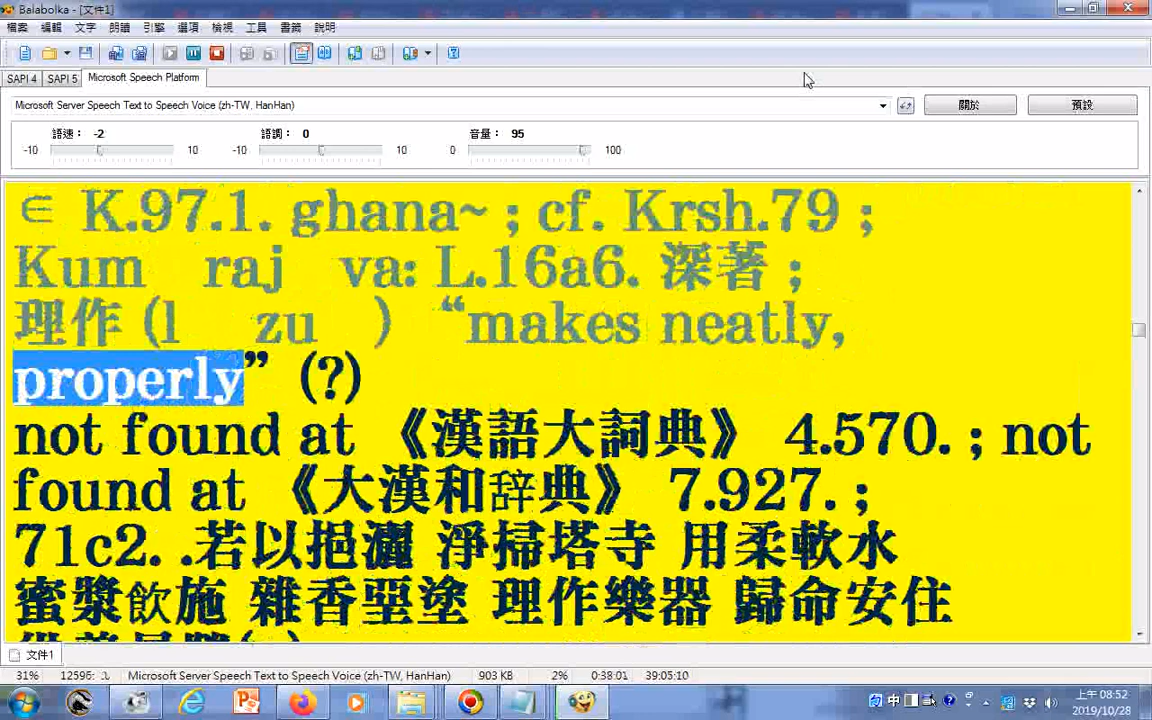 Balabolka - [文件1]
檔案 編輯 文字 朗讀 引擎 選項 檢視 工具 書籤 說明
SAPI 4 SAPI 5 Microsoft Speech Platform
Microsoft Server Speech Text to Speech Voice (zh-TW, HanHan) 關於 預設
語速： -2 語調： 0 音量： 95
-10 10 -10 10 0 100
∈ K.97.1. ghana~ ; cf. Krsh.79 ;
Kum raj va: L.16a6. 深著 ;
理作 (l zu ) “makes neatly,
properly” (?)
not found at 《漢語大詞典》 4.570. ; not
found at 《大漢和辞典》 7.927. ;
71c2. .若以挹灑 淨掃塔寺 用柔軟水
蜜漿飲施 雜香堊塗 理作樂器 歸命安住
文件1
31% Microsoft Server Speech Text to Speech Voice (zh-TW, HanHan) 903 KB 2% 0:38:01 39:05:10
中 上午 08:52
2019/10/28